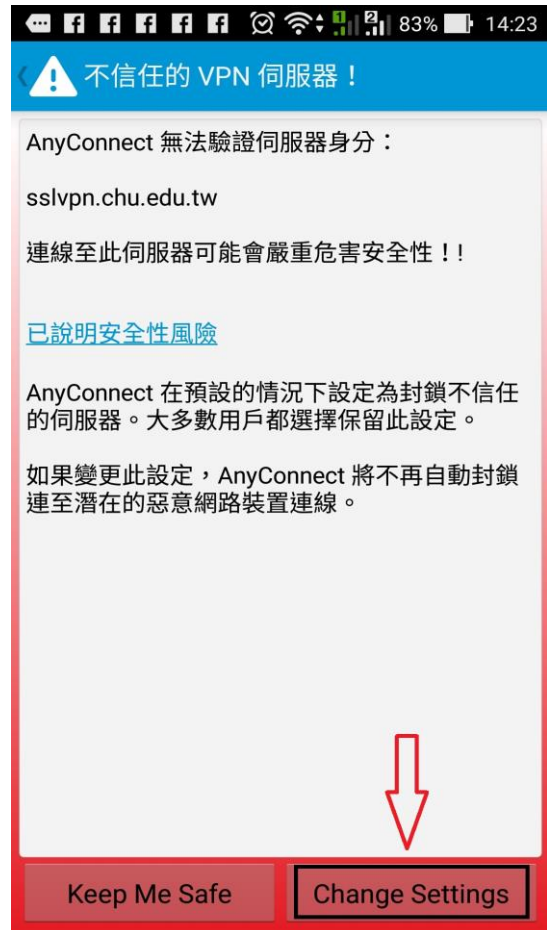 83% 14:23
不信任的 VPN 伺服器！
AnyConnect 無法驗證伺服器身分：
sslvpn.chu.edu.tw
連線至此伺服器可能會嚴重危害安全性！!
已說明安全性風險
AnyConnect 在預設的情況下設定為封鎖不信任
的伺服器。大多數用戶都選擇保留此設定。
如果變更此設定，AnyConnect 將不再自動封鎖
連至潛在的惡意網路裝置連線。
Keep Me Safe
Change Settings